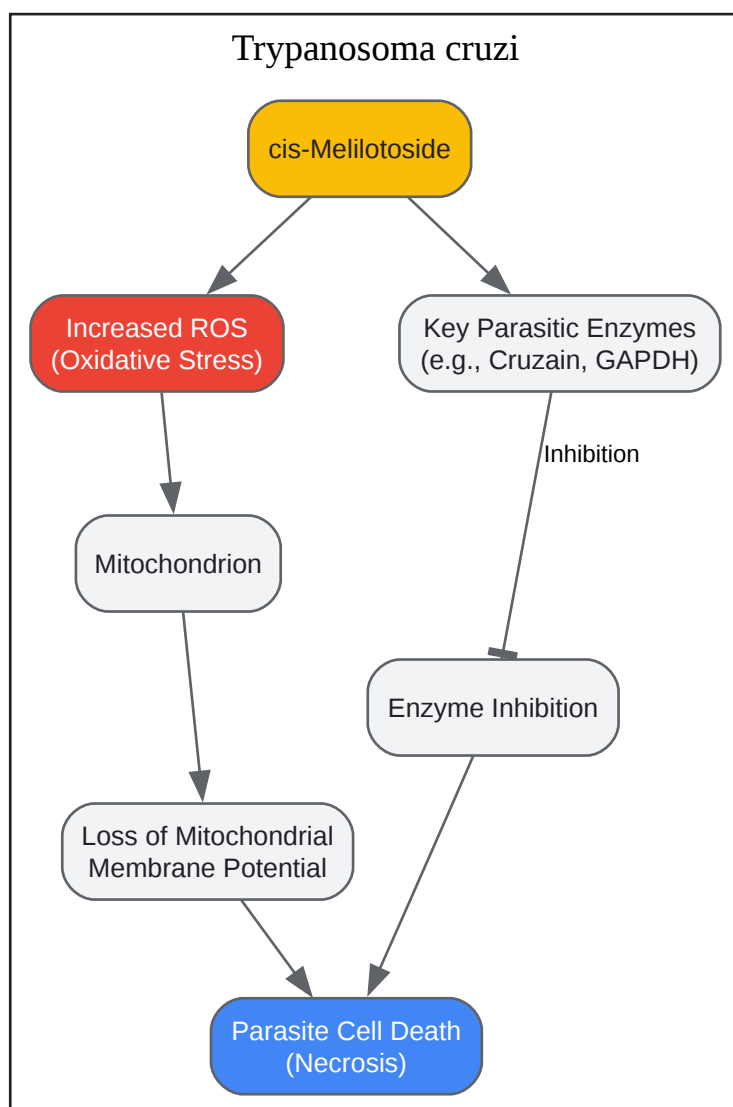 Trypanosoma cruzi
cis-Melilotoside
Increased ROS
(Oxidative Stress)
Key Parasitic Enzymes
(e.g., Cruzain, GAPDH)
Inhibition
Mitochondrion
Enzyme Inhibition
Loss of Mitochondrial
Membrane Potential
Parasite Cell Death
(Necrosis)